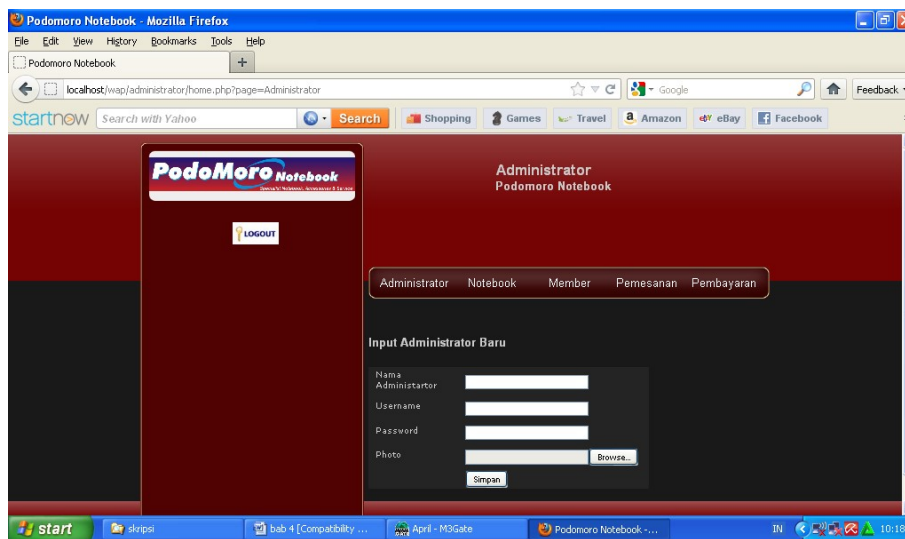 Podomoro Notebook - Mozilla Firefox
File Edit View History Bookmarks Tools Help
Podomoro Notebook +
localhost/wap/administrator/home.php?page=Administrator
Google
Feedback
startnow Search with Yahoo Search Shopping Games Travel Amazon eBay Facebook
PodoMoro Notebook
LOGOUT
Administrator
Podomoro Notebook
Administrator Notebook Member Pemesanan Pembayaran
Input Administrator Baru
Nama
Administartor
Username
Password
Photo Browse...
Simpan
start skripsi bab 4 [Compatibility ... April - M3Gate Podomoro Notebook -... IN 10:18